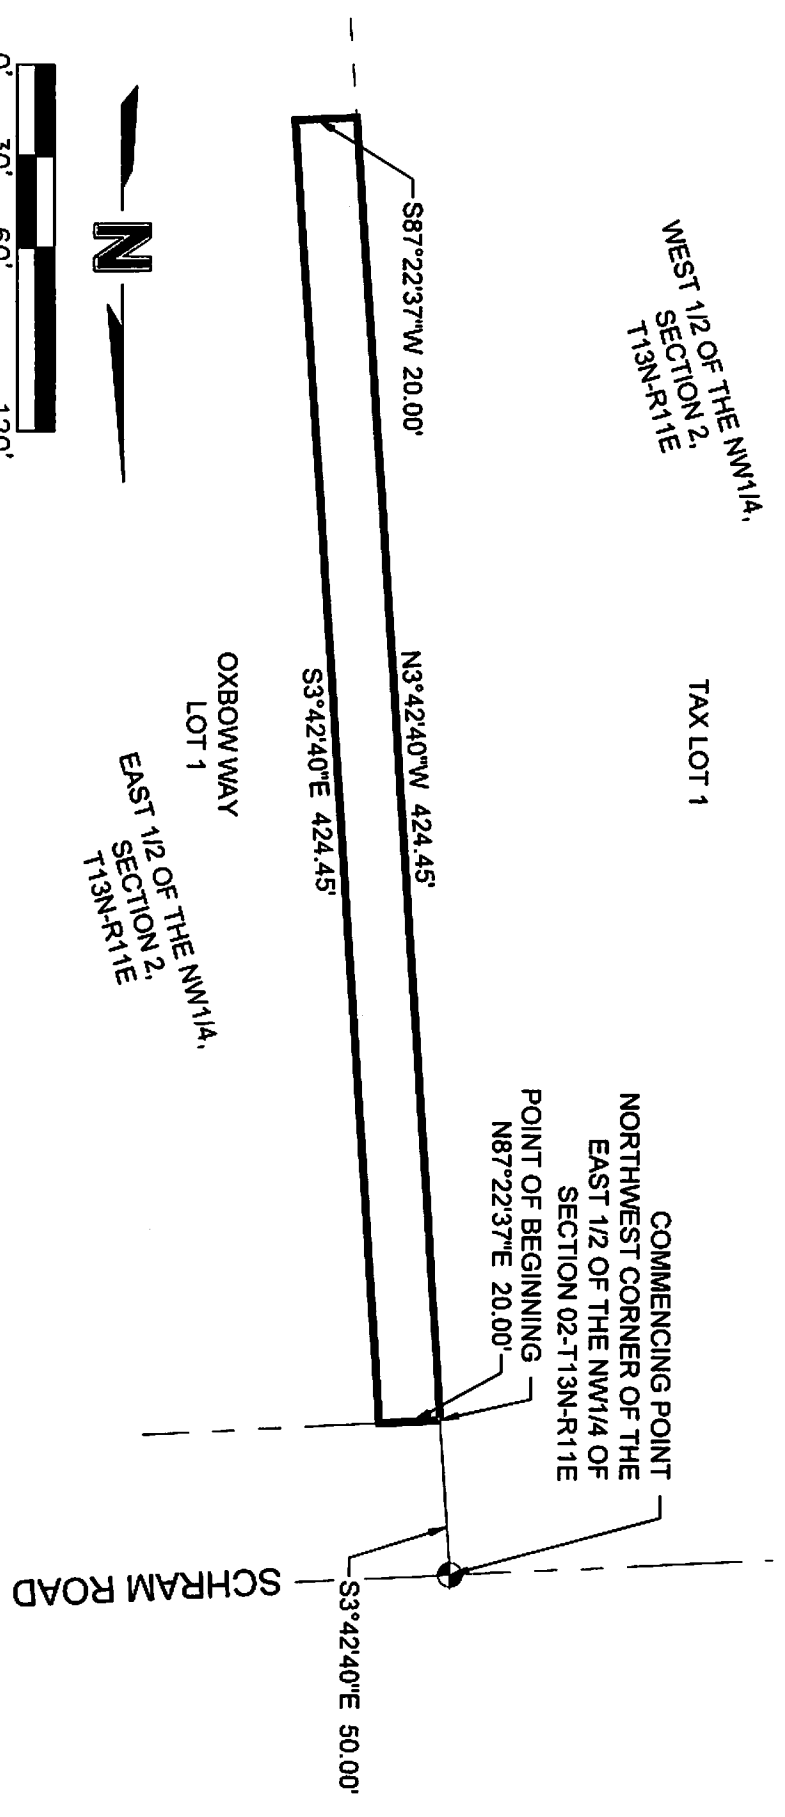 WEST 1/2 OF THE NW1/4,
SECTION 2,
T13N-R11E
TAX LOT 1
COMMENCING POINT
NORTHWEST CORNER OF THE
EAST 1/2 OF THE NW1/4 OF
SECTION 02-T13N-R11E
POINT OF BEGINNING
N87°22'37"E 20.00'
S87°22'37"W 20.00'
N3°42'40"W 424.45'
S3°42'40"E 424.45'
S3°42'40"E 50.00'
SCHRAM ROAD
OXBOW WAY
LOT 1
EAST 1/2 OF THE NW1/4,
SECTION 2,
T13N-R11E
N
0' 30' 60' 120'